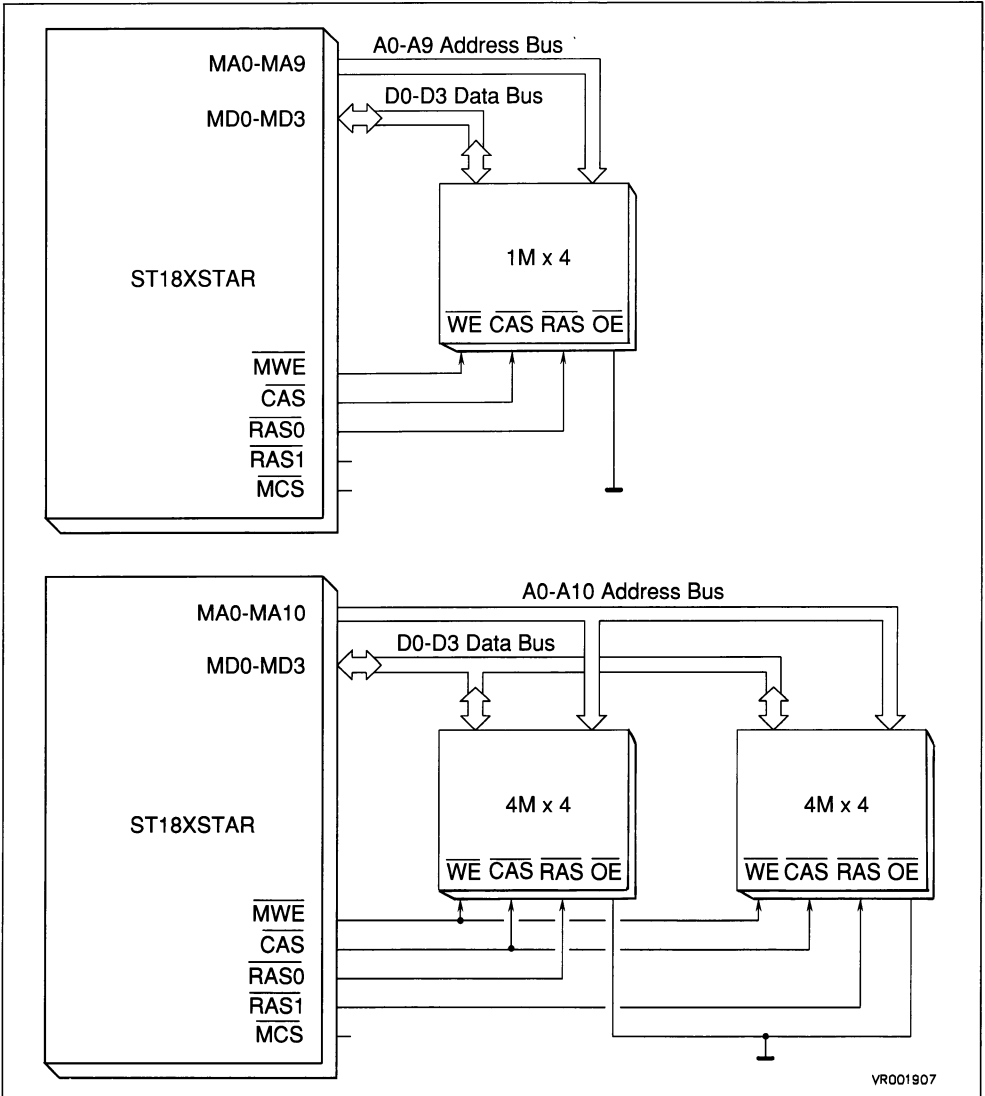 A0-A9 Address Bus
MA0-MA9
D0-D3 Data Bus
MD0-MD3
1M x 4
ST18XSTAR
WE CAS RAS OE
MWE
CAS
RAS0
RAS1
MCS
A0-A10 Address Bus
MA0-MA10
D0-D3 Data Bus
MD0-MD3
4M x 4 4M x 4
ST18XSTAR
WE CAS RAS OE WE CAS RAS OE
MWE
CAS
RAS0
RAS1
MCS
VR001907